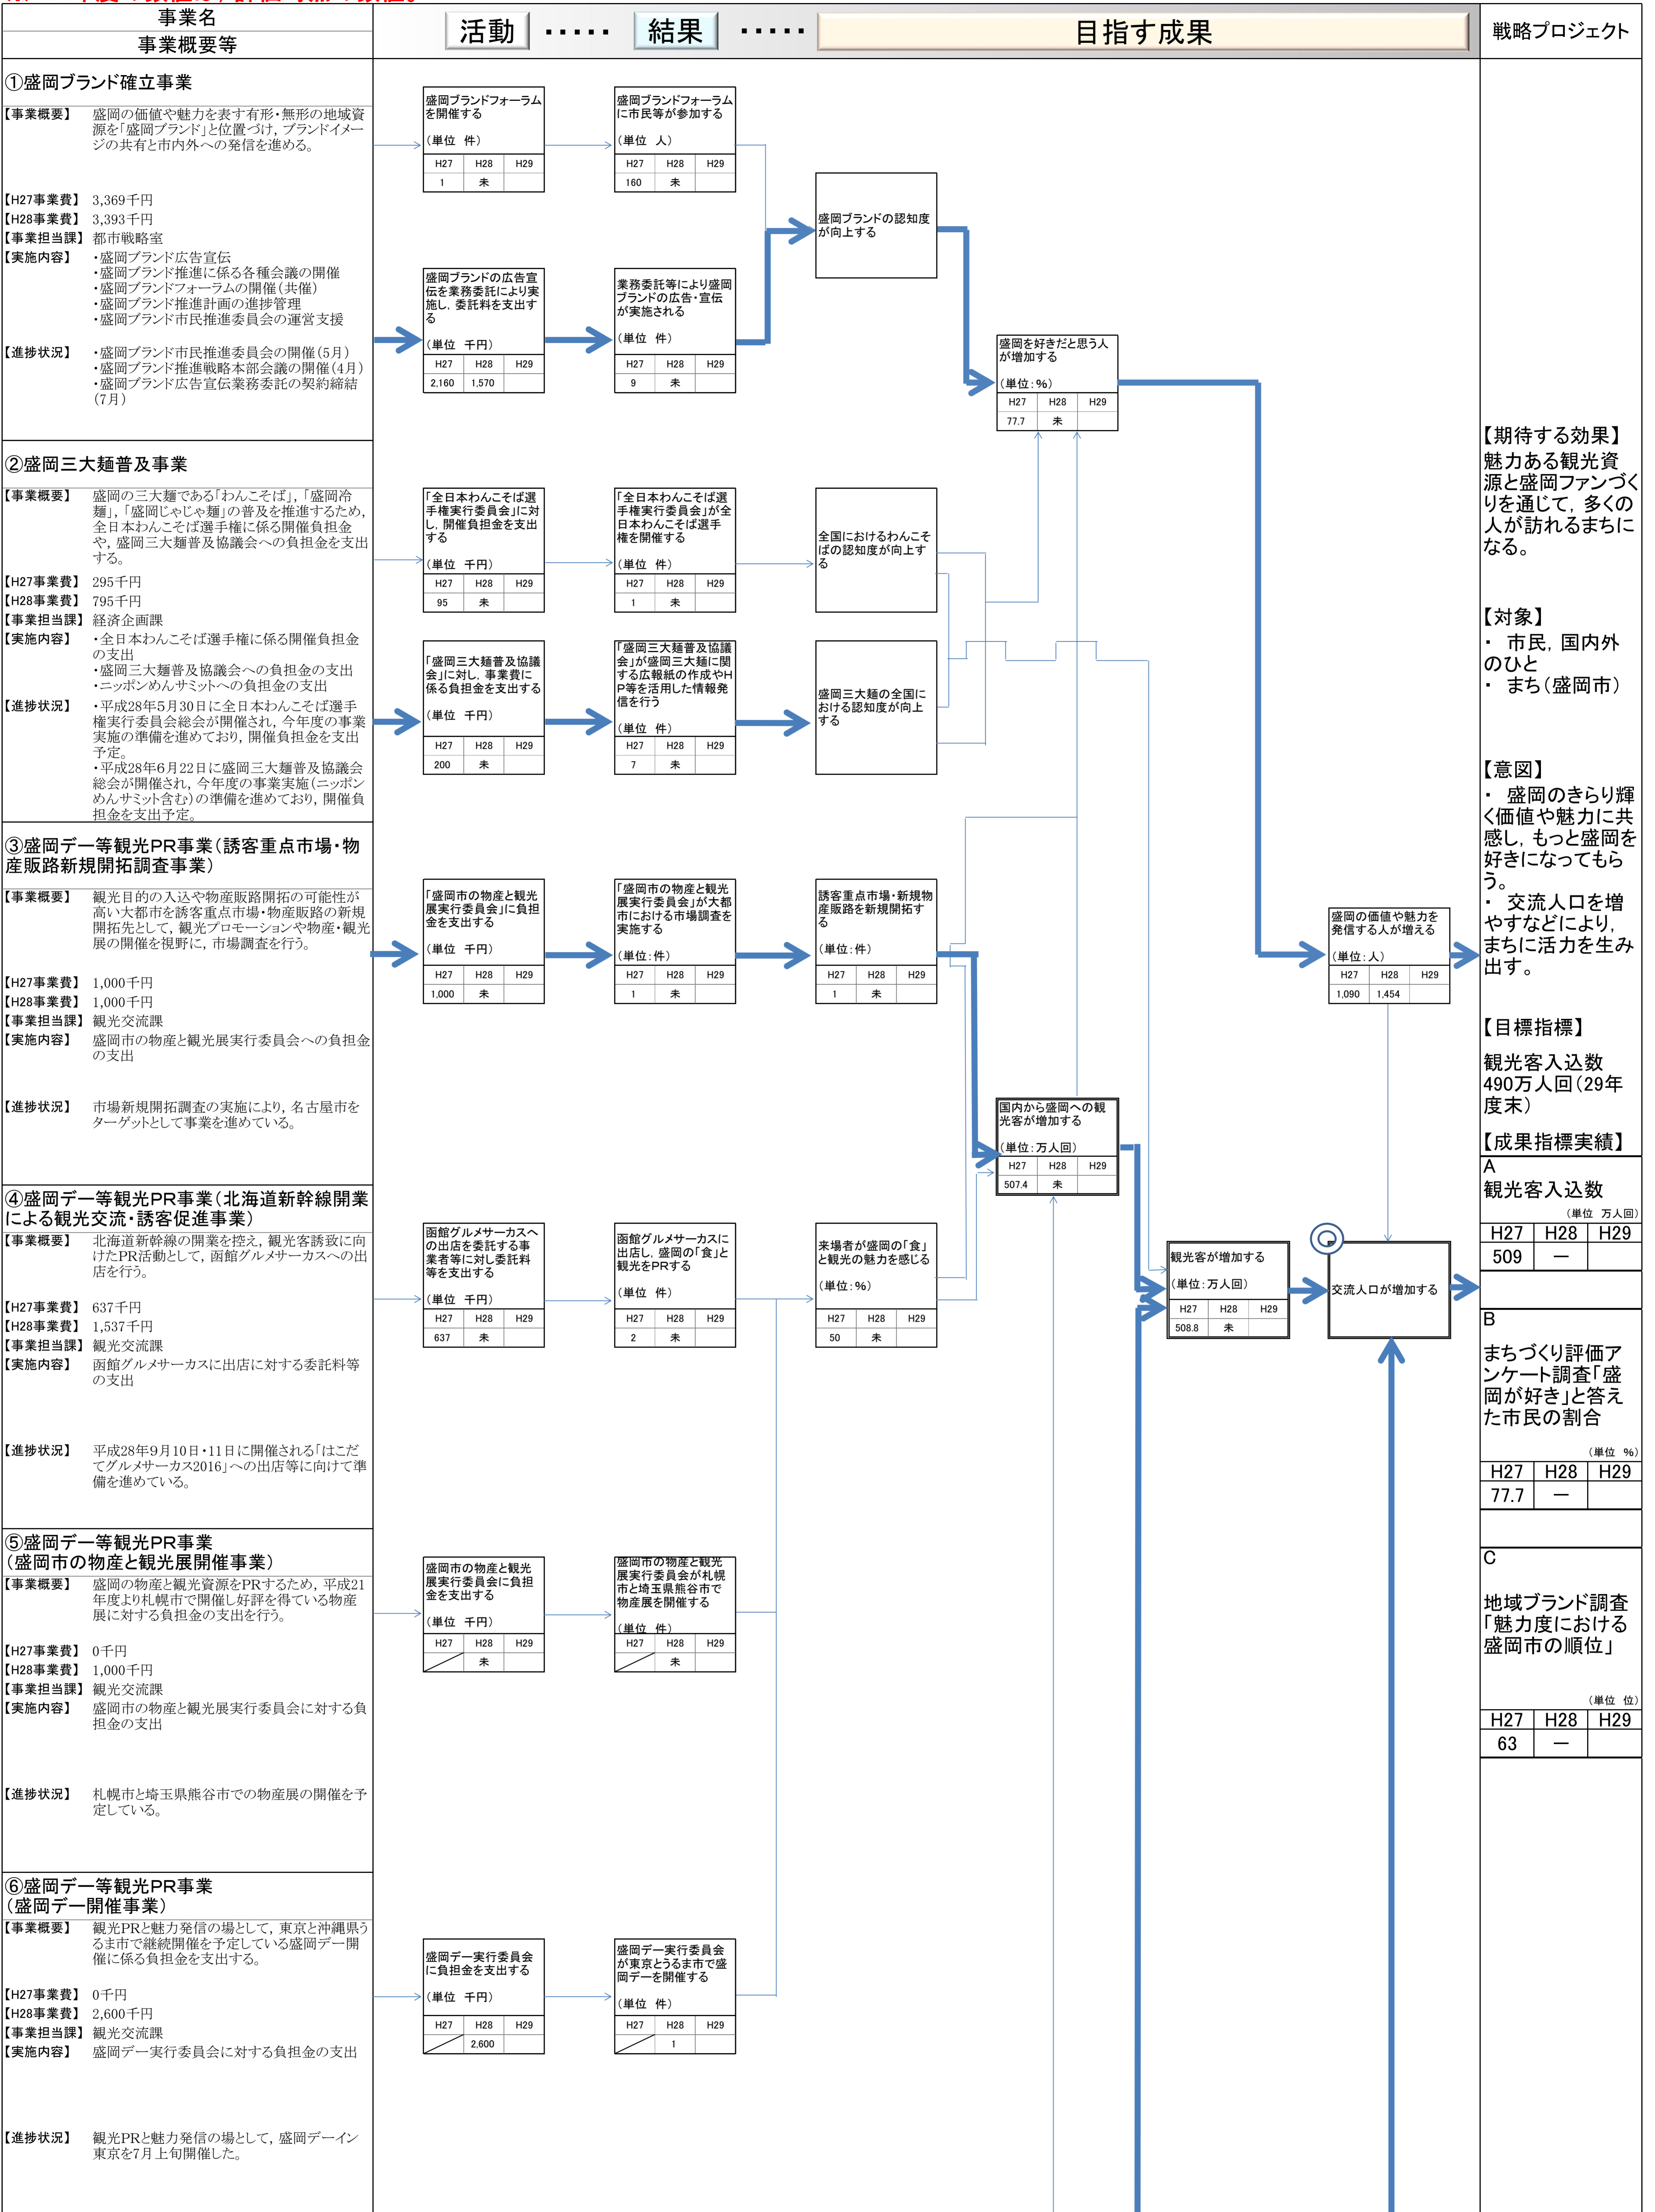 事業名
事業概要等
活動 ･････ 結果 ･････ 目指す成果
戦略プロジェクト
①盛岡ブランド確立事業
【事業概要】 盛岡の価値や魅力を表す有形・無形の地域資
源を「盛岡ブランド」と位置づけ，ブランドイメー
ジの共有と市内外への発信を進める。
【H27事業費】 3,369千円
【H28事業費】 3,393千円
【事業担当課】 都市戦略室
【実施内容】 ・盛岡ブランド広告宣伝
・盛岡ブランド推進に係る各種会議の開催
・盛岡ブランドフォーラムの開催（共催）
・盛岡ブランド推進計画の進捗管理
・盛岡ブランド市民推進委員会の運営支援
【進捗状況】 ・盛岡ブランド市民推進委員会の開催（5月）
・盛岡ブランド推進戦略本部会議の開催（4月）
・盛岡ブランド広告宣伝業務委託の契約締結
（7月）
盛岡ブランドフォーラム
を開催する
（単位 件）
H27 H28 H29
1 未
盛岡ブランドフォーラム
に市民等が参加する
（単位 人）
H27 H28 H29
160 未
盛岡ブランドの広告宣
伝を業務委託により実
施し，委託料を支出す
る
（単位 千円）
H27 H28 H29
2,160 1,570
業務委託等により盛岡
ブランドの広告・宣伝
が実施される
（単位 件）
H27 H28 H29
9 未
盛岡ブランドの認知度
が向上する
盛岡を好きだと思う人
が増加する
（単位：％）
H27 H28 H29
77.7 未
②盛岡三大麺普及事業
【事業概要】 盛岡の三大麺である「わんこそば」，「盛岡冷
麺」，「盛岡じゃじゃ麺」の普及を推進するため，
全日本わんこそば選手権に係る開催負担金
や，盛岡三大麺普及協議会への負担金を支出
する。
【H27事業費】 295千円
【H28事業費】 795千円
【事業担当課】 経済企画課
【実施内容】 ・全日本わんこそば選手権に係る開催負担金
の支出
・盛岡三大麺普及協議会への負担金の支出
・ニッポンめんサミットへの負担金の支出
【進捗状況】 ・平成28年5月30日に全日本わんこそば選手
権実行委員会総会が開催され，今年度の事業
実施の準備を進めており，開催負担金を支出
予定。
・平成28年6月22日に盛岡三大麺普及協議会
総会が開催され，今年度の事業実施（ニッポン
めんサミット含む）の準備を進めており，開催負
担金を支出予定。
「全日本わんこそば選
手権実行委員会」に対
し，開催負担金を支出
する
（単位 千円）
H27 H28 H29
95 未
「全日本わんこそば選
手権実行委員会」が全
日本わんこそば選手
権を開催する
（単位 件）
H27 H28 H29
1 未
全国におけるわんこそ
ばの認知度が向上す
る
「盛岡三大麺普及協議
会」に対し，事業費に
係る負担金を支出する
（単位 千円）
H27 H28 H29
200 未
「盛岡三大麺普及協議
会」が盛岡三大麺に関
する広報紙の作成やH
P等を活用した情報発
信を行う
（単位 件）
H27 H28 H29
7 未
盛岡三大麺の全国に
おける認知度が向上
する
③盛岡デー等観光PR事業（誘客重点市場・物
産販路新規開拓調査事業）
【事業概要】 観光目的の入込や物産販路開拓の可能性が
高い大都市を誘客重点市場・物産販路の新規
開拓先として，観光プロモーションや物産・観光
展の開催を視野に，市場調査を行う。
【H27事業費】 1,000千円
【H28事業費】 1,000千円
【事業担当課】 観光交流課
【実施内容】 盛岡市の物産と観光展実行委員会への負担金
の支出
【進捗状況】 市場新規開拓調査の実施により，名古屋市を
ターゲットとして事業を進めている。
「盛岡市の物産と観光
展実行委員会」に負担
金を支出する
（単位 千円）
H27 H28 H29
1,000 未
「盛岡市の物産と観光
展実行委員会」が大都
市における市場調査を
実施する
（単位：件）
H27 H28 H29
1 未
誘客重点市場・新規物
産販路を新規開拓す
る
（単位：件）
H27 H28 H29
1 未
盛岡の価値や魅力を
発信する人が増える
（単位：人）
H27 H28 H29
1,090 1,454
国内から盛岡への観
光客が増加する
（単位：万人回）
H27 H28 H29
507.4 未
④盛岡デー等観光PR事業（北海道新幹線開業
による観光交流・誘客促進事業）
【事業概要】 北海道新幹線の開業を控え，観光客誘致に向
けたPR活動として，函館グルメサーカスへの出
店を行う。
【H27事業費】 637千円
【H28事業費】 1,537千円
【事業担当課】 観光交流課
【実施内容】 函館グルメサーカスに出店に対する委託料等
の支出
【進捗状況】 平成28年9月10日・11日に開催される「はこだ
てグルメサーカス2016」への出店等に向けて準
備を進めている。
函館グルメサーカスへ
の出店を委託する事
業者等に対し委託料
等を支出する
（単位 千円）
H27 H28 H29
637 未
函館グルメサーカスに
出店し，盛岡の「食」と
観光をPRする
（単位 件）
H27 H28 H29
2 未
来場者が盛岡の「食」
と観光の魅力を感じる
（単位：％）
H27 H28 H29
50 未
観光客が増加する
（単位：万人回）
H27 H28 H29
508.8 未
交流人口が増加する
⑤盛岡デー等観光PR事業
（盛岡市の物産と観光展開催事業）
【事業概要】 盛岡の物産と観光資源をPRするため，平成21
年度より札幌市で開催し好評を得ている物産
展に対する負担金の支出を行う。
【H27事業費】 0千円
【H28事業費】 1,000千円
【事業担当課】 観光交流課
【実施内容】 盛岡市の物産と観光展実行委員会に対する負
担金の支出
【進捗状況】 札幌市と埼玉県熊谷市での物産展の開催を予
定している。
盛岡市の物産と観光
展実行委員会に負担
金を支出する
（単位 千円）
H27 H28 H29
未
盛岡市の物産と観光
展実行委員会が札幌
市と埼玉県熊谷市で
物産展を開催する
（単位 件）
H27 H28 H29
未
⑥盛岡デー等観光PR事業
（盛岡デー開催事業）
【事業概要】 観光PRと魅力発信の場として，東京と沖縄県う
るま市で継続開催を予定している盛岡デー開
催に係る負担金を支出する。
【H27事業費】 0千円
【H28事業費】 2,600千円
【事業担当課】 観光交流課
【実施内容】 盛岡デー実行委員会に対する負担金の支出
【進捗状況】 観光PRと魅力発信の場として，盛岡デーイン
東京を7月上旬開催した。
盛岡デー実行委員会
に負担金を支出する
（単位 千円）
H27 H28 H29
2,600
盛岡デー実行委員会
が東京とうるま市で盛
岡デーを開催する
（単位 件）
H27 H28 H29
1
【期待する効果】
魅力ある観光資
源と盛岡ファンづく
りを通じて，多くの
人が訪れるまちに
なる。
【対象】
・ 市民，国内外
のひと
・ まち（盛岡市）
【意図】
・ 盛岡のきらり輝
く価値や魅力に共
感し，もっと盛岡を
好きになってもら
う。
・ 交流人口を増
やすなどにより，
まちに活力を生み
出す。
【目標指標】
観光客入込数
490万人回（29年
度末）
【成果指標実績】
A
観光客入込数
（単位 万人回）
H27 H28 H29
509 ―
B
まちづくり評価ア
ンケート調査「盛
岡が好き」と答え
た市民の割合
（単位 ％）
H27 H28 H29
77.7 ―
C
地域ブランド調査
「魅力度における
盛岡市の順位」
（単位 位）
H27 H28 H29
63 ―